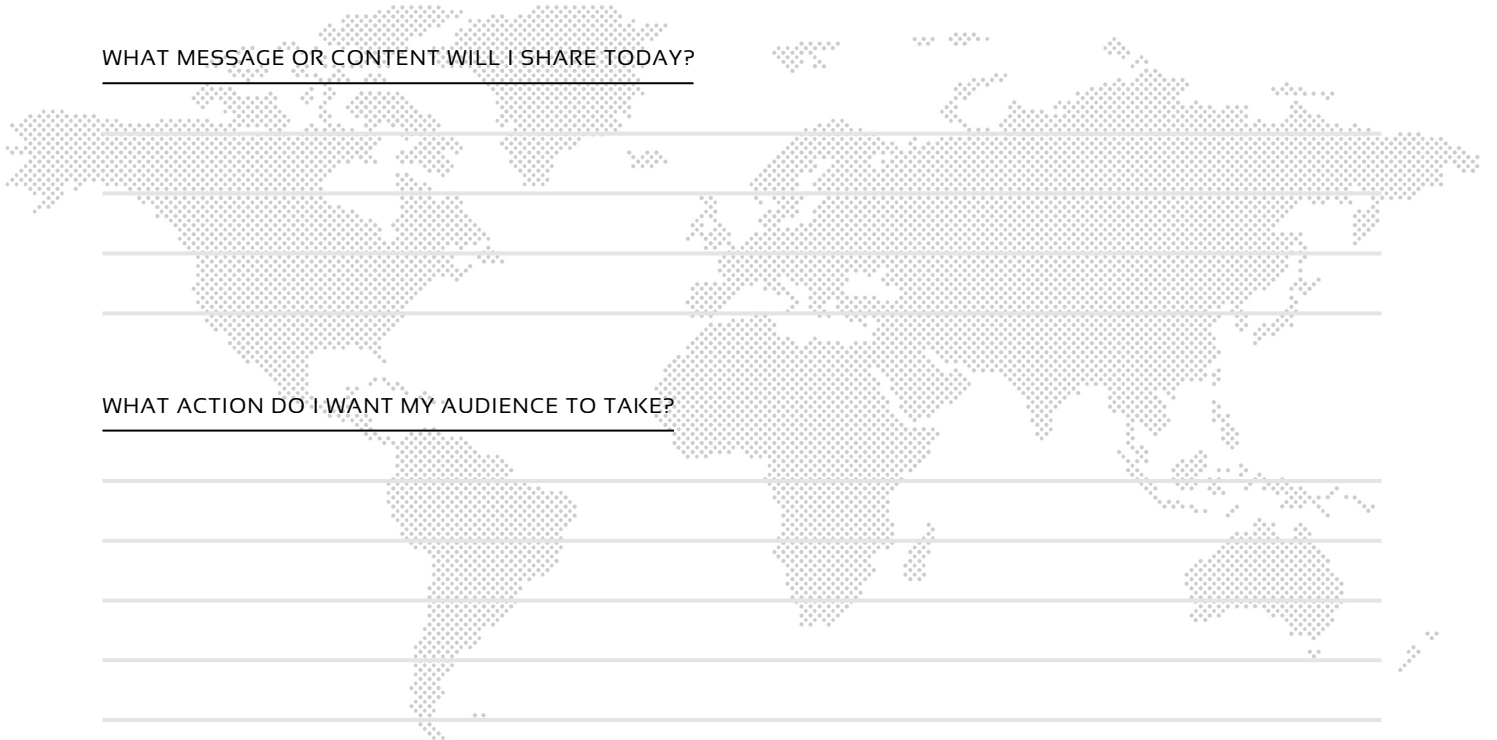 WHAT MESSAGE OR CONTENT WILL I SHARE TODAY?
WHAT ACTION DO I WANT MY AUDIENCE TO TAKE?